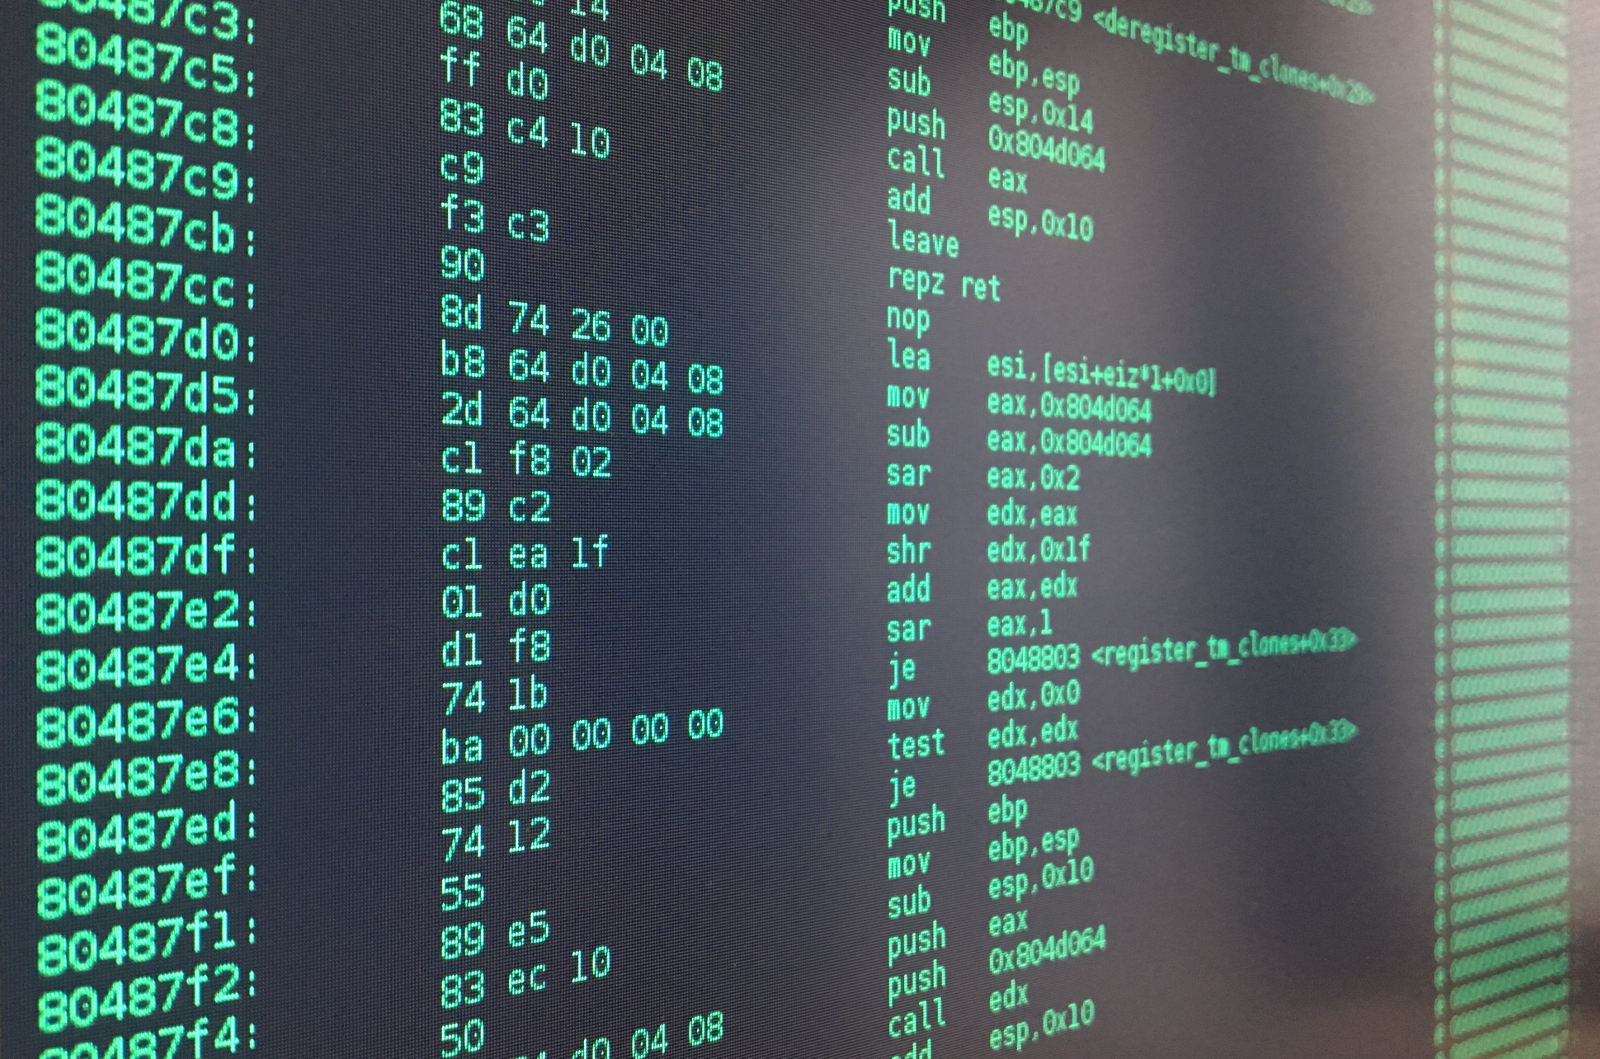 <deregister_tm_clones+0x29>
push ebp
mov ebp,esp
14 sub esp,0x14
68 64 d0 04 08 push 0x804d064
80487c3: ff d0 call eax
80487c5: 83 c4 10 add esp,0x10
80487c8: c9 leave
80487c9: f3 c3 repz ret
80487cb: 90 nop
80487cc: 8d 74 26 00 lea esi,[esi+eiz*1+0x0]
80487d0: b8 64 d0 04 08 mov eax,0x804d064
80487d5: 2d 64 d0 04 08 sub eax,0x804d064
80487da: c1 f8 02 sar eax,0x2
80487dd: 89 c2 mov edx,eax
80487df: c1 ea 1f shr edx,0x1f
80487e2: 01 d0 add eax,edx
80487e4: d1 f8 sar eax,1
80487e6: 74 1b je 8048803 <register_tm_clones+0x33>
80487e8: ba 00 00 00 00 mov edx,0x0
80487ed: 85 d2 test edx,edx
80487ef: 74 12 je 8048803 <register_tm_clones+0x33>
80487f1: 55 push ebp
80487f2: 89 e5 mov ebp,esp
80487f4: 83 ec 10 sub esp,0x10
50 push eax
d0 04 08 push 0x804d064
call edx
add esp,0x10